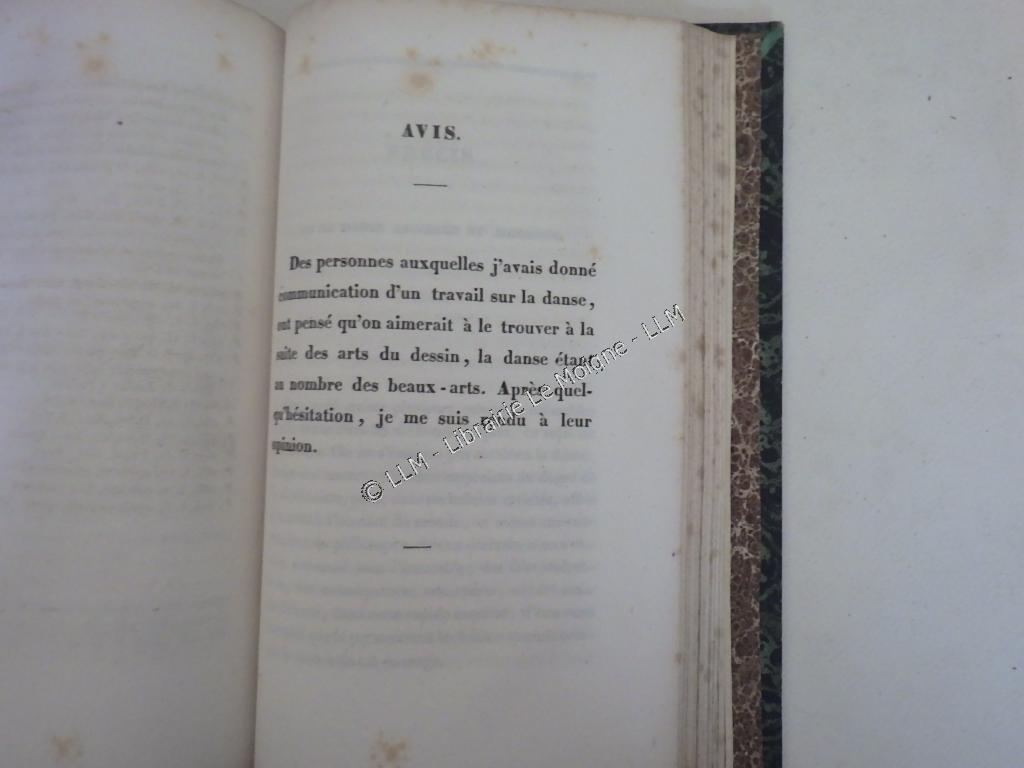 AVIS.
Des personnes auxquelles j'avais donné
communication d'un travail sur la danse,
ont pensé qu'on aimerait à le trouver à la
suite des arts du dessin, la danse étant
au nombre des beaux-arts. Après quel-
qu'hésitation, je me suis rendu à leur
opinion.
© LLM - Librairie Le Moigne - LLM